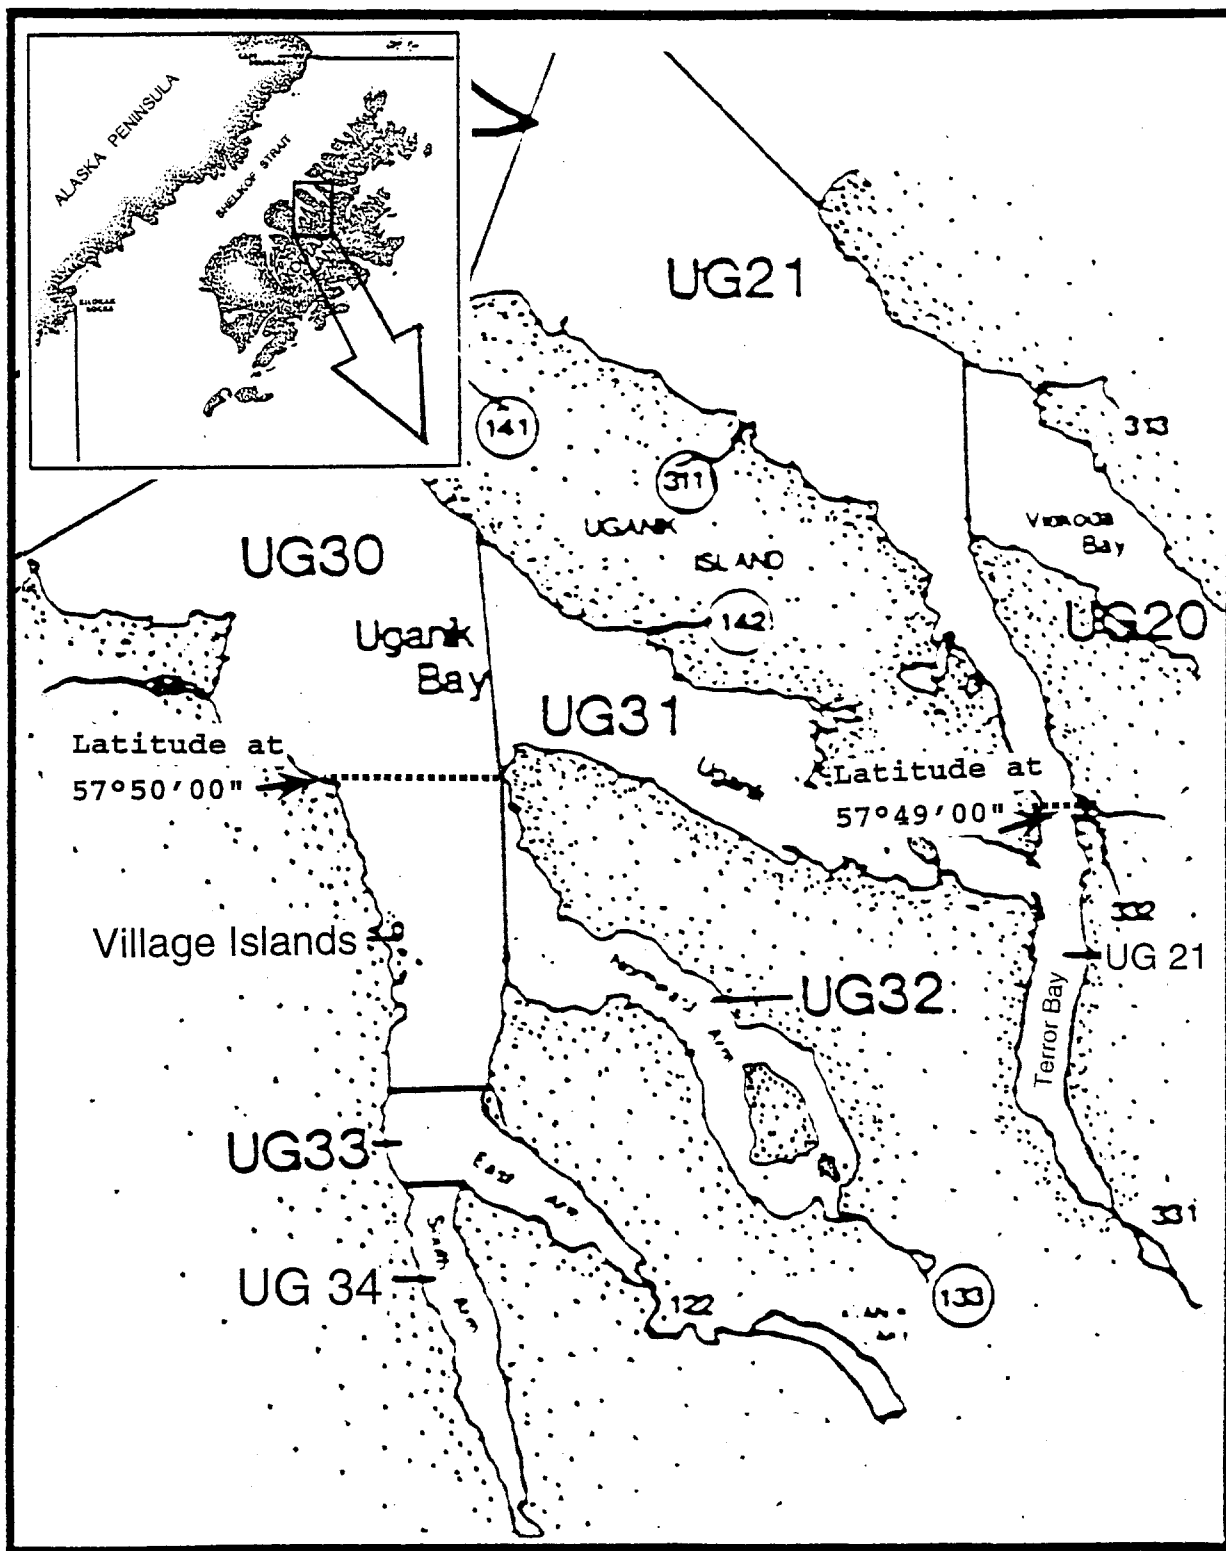 ALASKA PENINSULA
SHELIKOF STRAIT
UG21
141
311
313
UGANIK
ISLAND
UG30
Bay
142
UG20
Uganik
Bay
UG31
Latitude at
57°50'00"
Latitude at
57°49'00"
332
Village Islands
UG 21
UG32
Arm
Terror Bay
UG33
East Arm
331
South Arm
UG 34
122
133